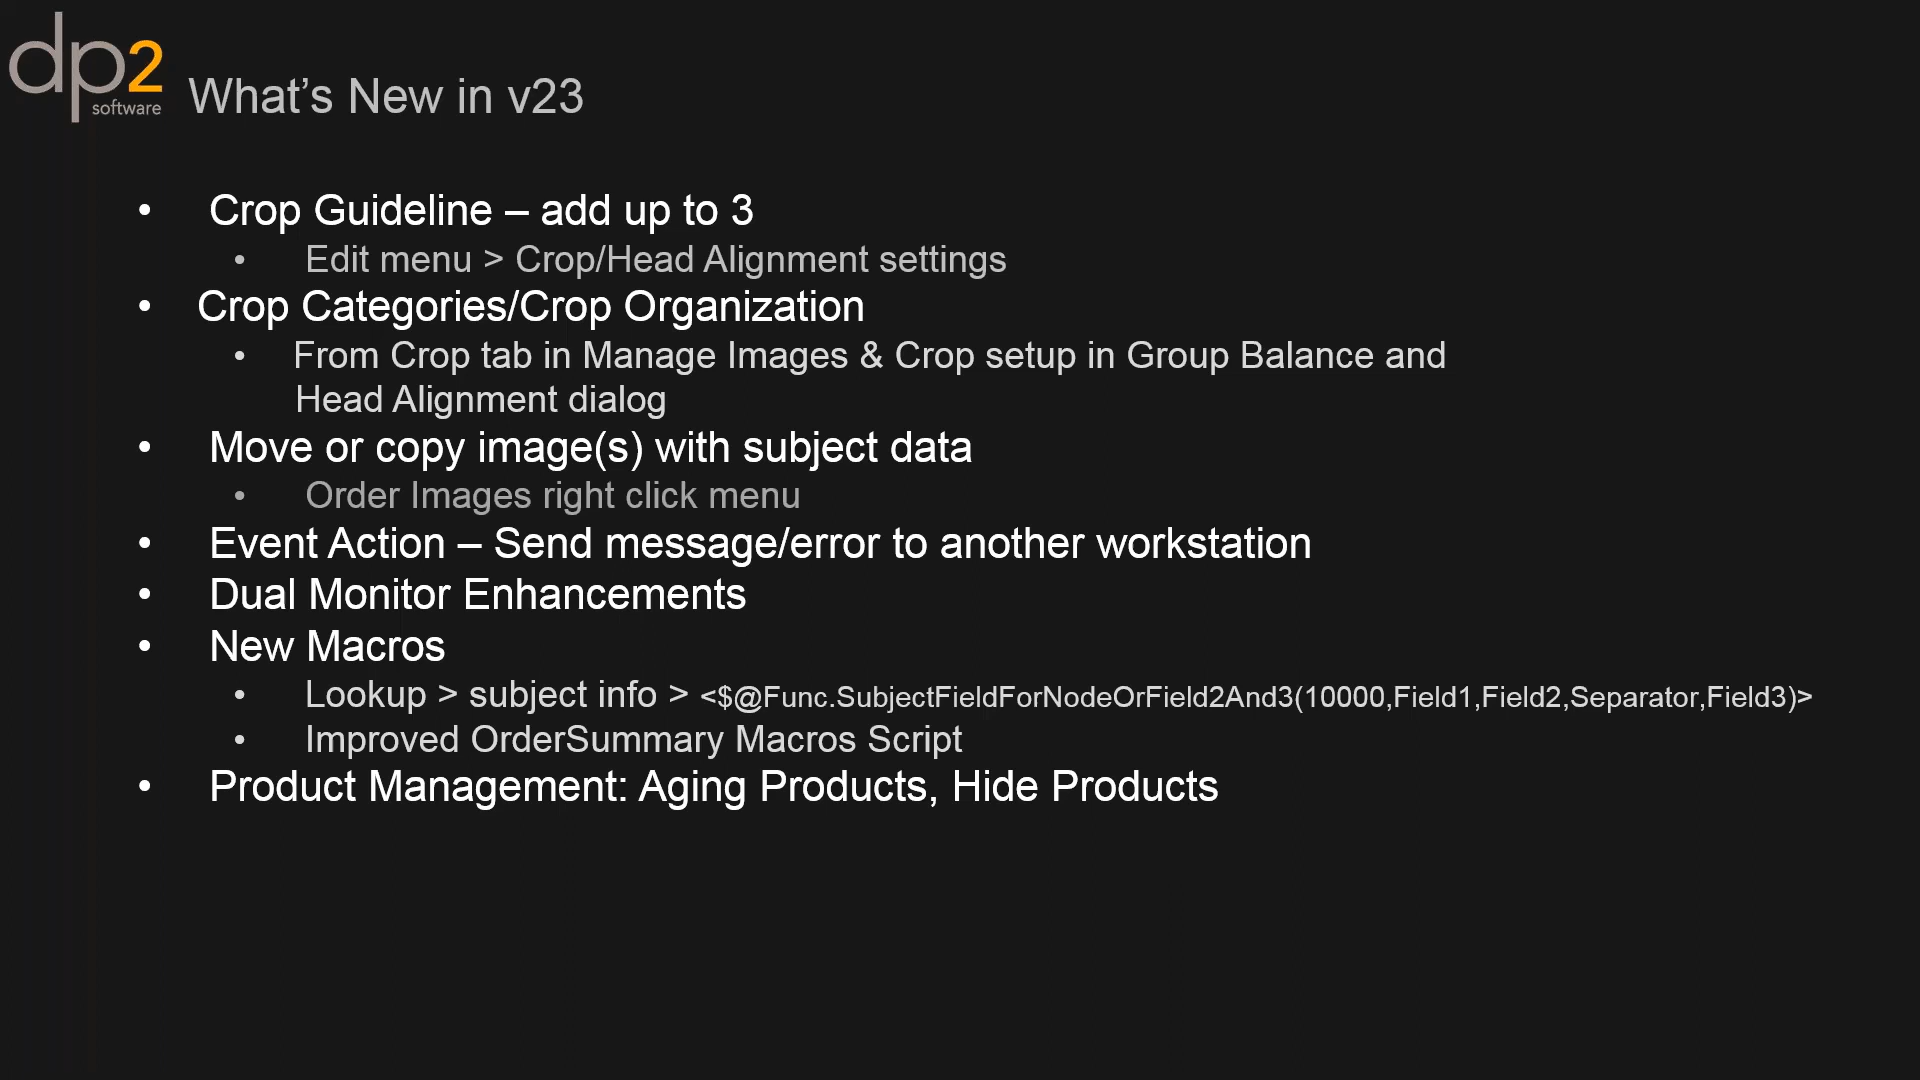 dp2
software
What’s New in v23
• Crop Guideline – add up to 3
• Edit menu > Crop/Head Alignment settings
• Crop Categories/Crop Organization
• From Crop tab in Manage Images & Crop setup in Group Balance and
Head Alignment dialog
• Move or copy image(s) with subject data
• Order Images right click menu
• Event Action – Send message/error to another workstation
• Dual Monitor Enhancements
• New Macros
• Lookup > subject info > <$@Func.SubjectFieldForNodeOrField2And3(10000,Field1,Field2,Separator,Field3)>
• Improved OrderSummary Macros Script
• Product Management: Aging Products, Hide Products